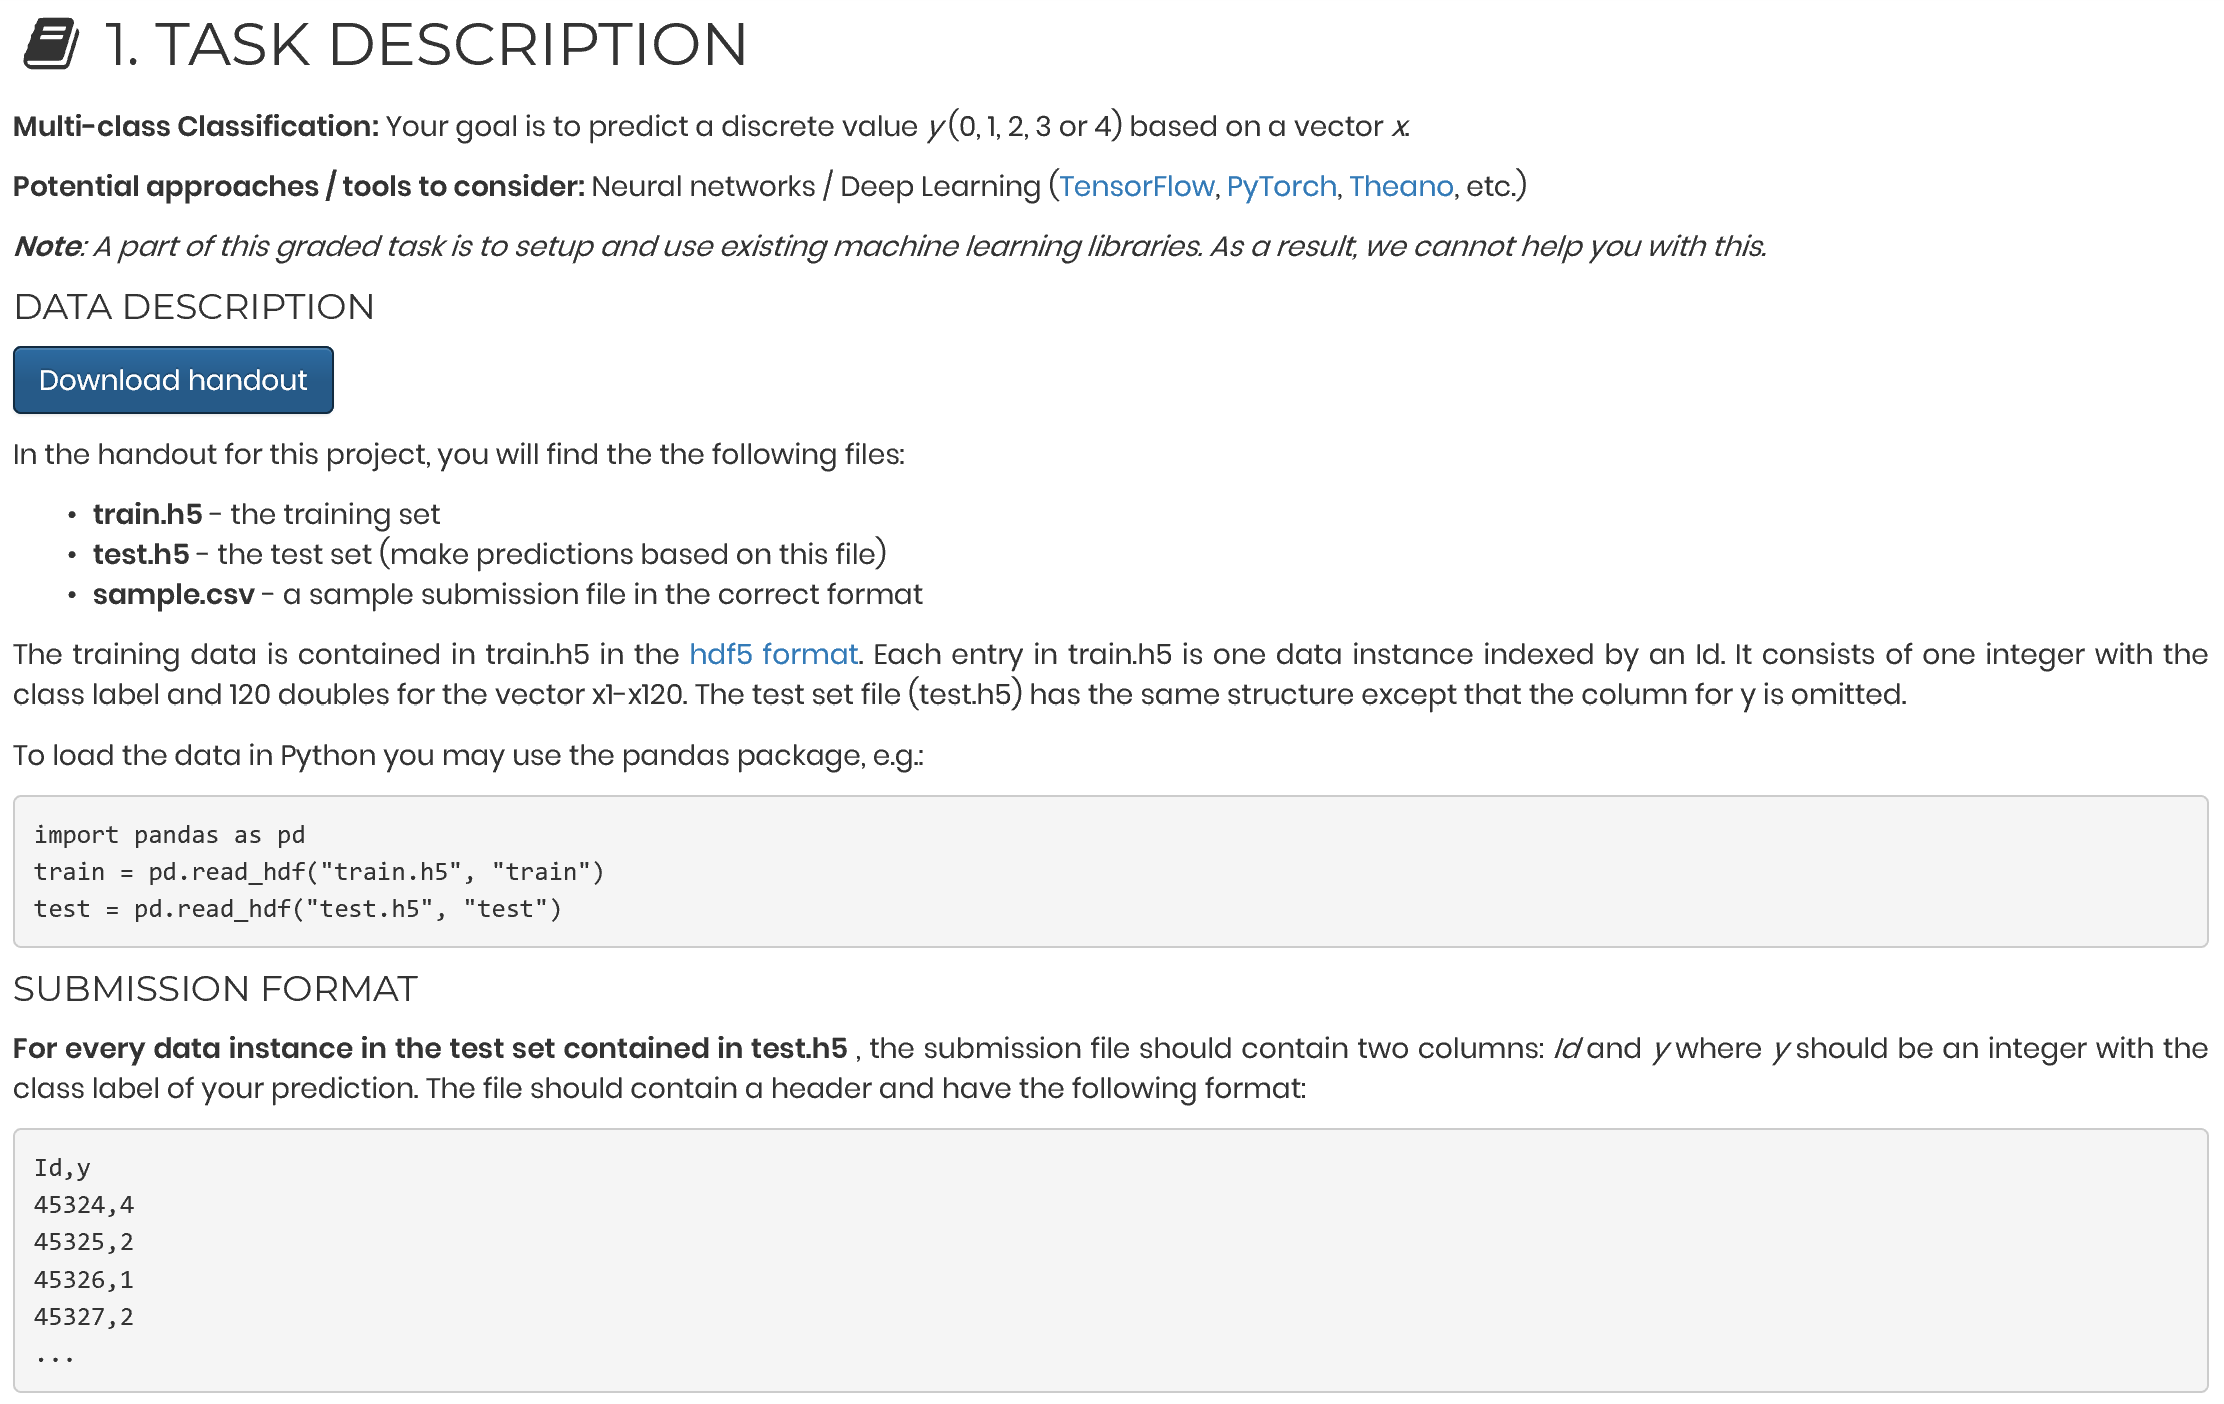 1. TASK DESCRIPTION
Multi-class Classification: Your goal is to predict a discrete value y (0, 1, 2, 3 or 4) based on a vector x.
Potential approaches / tools to consider: Neural networks / Deep Learning (TensorFlow, PyTorch, Theano, etc.)
Note: A part of this graded task is to setup and use existing machine learning libraries. As a result, we cannot help you with this.
DATA DESCRIPTION
Download handout
In the handout for this project, you will find the the following files:
• train.h5 - the training set
• test.h5 - the test set (make predictions based on this file)
• sample.csv - a sample submission file in the correct format
The training data is contained in train.h5 in the hdf5 format. Each entry in train.h5 is one data instance indexed by an Id. It consists of one integer with the
class label and 120 doubles for the vector x1-x120. The test set file (test.h5) has the same structure except that the column for y is omitted.
To load the data in Python you may use the pandas package, e.g.:
import pandas as pd
train = pd.read_hdf("train.h5", "train")
test = pd.read_hdf("test.h5", "test")
SUBMISSION FORMAT
For every data instance in the test set contained in test.h5 , the submission file should contain two columns: Id and y where y should be an integer with the
class label of your prediction. The file should contain a header and have the following format:
Id,y
45324,4
45325,2
45326,1
45327,2
...